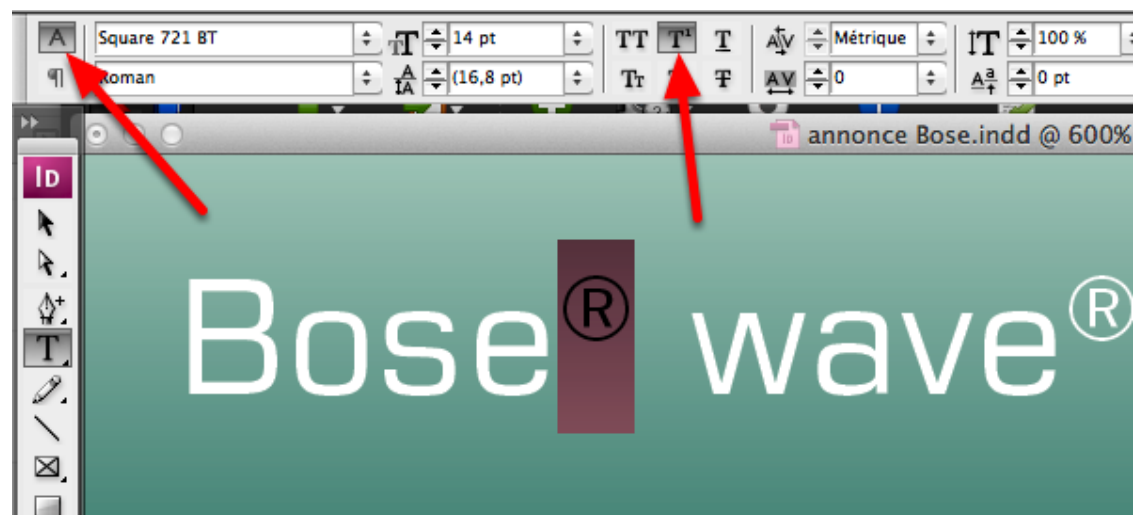 A Square 721 BT 14 pt TT T¹ T Métrique 100 %
¶ Roman (16,8 pt) Tr T 0 0 pt
annonce Bose.indd @ 600%
ID
Bose® wave®
T